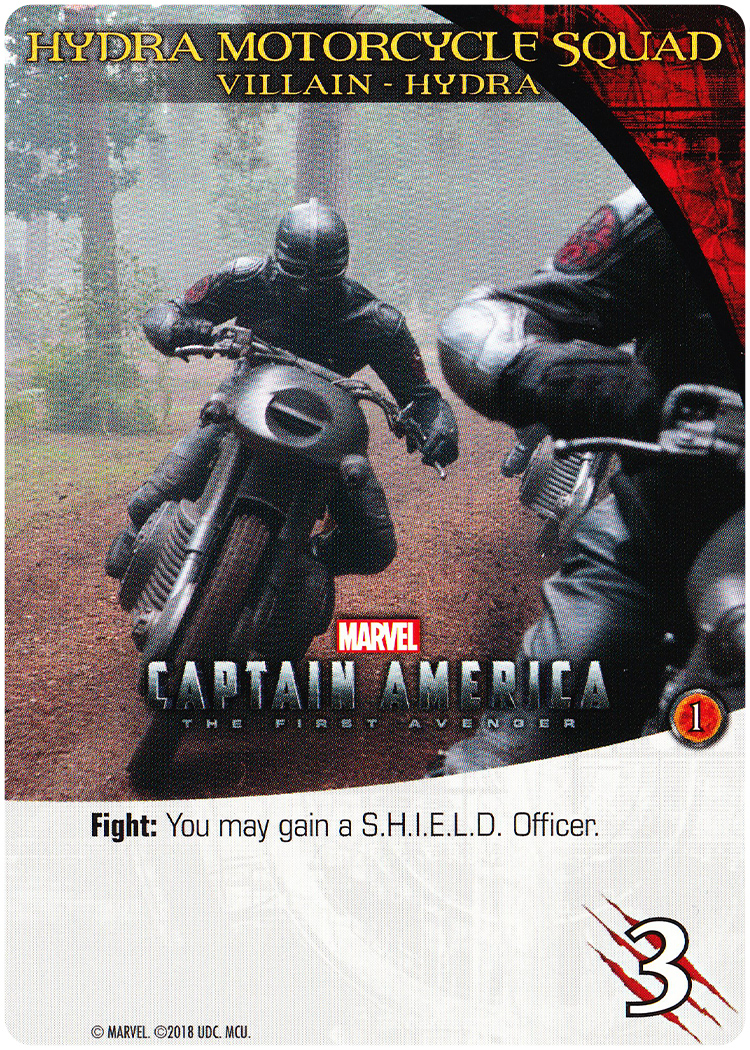 HYDRA MOTORCYCLE SQUAD
VILLAIN - HYDRA
MARVEL
CAPTAIN AMERICA
THE FIRST AVENGER
1
Fight: You may gain a S.H.I.E.L.D. Officer.
3
© MARVEL. ©2018 UDC. MCU.